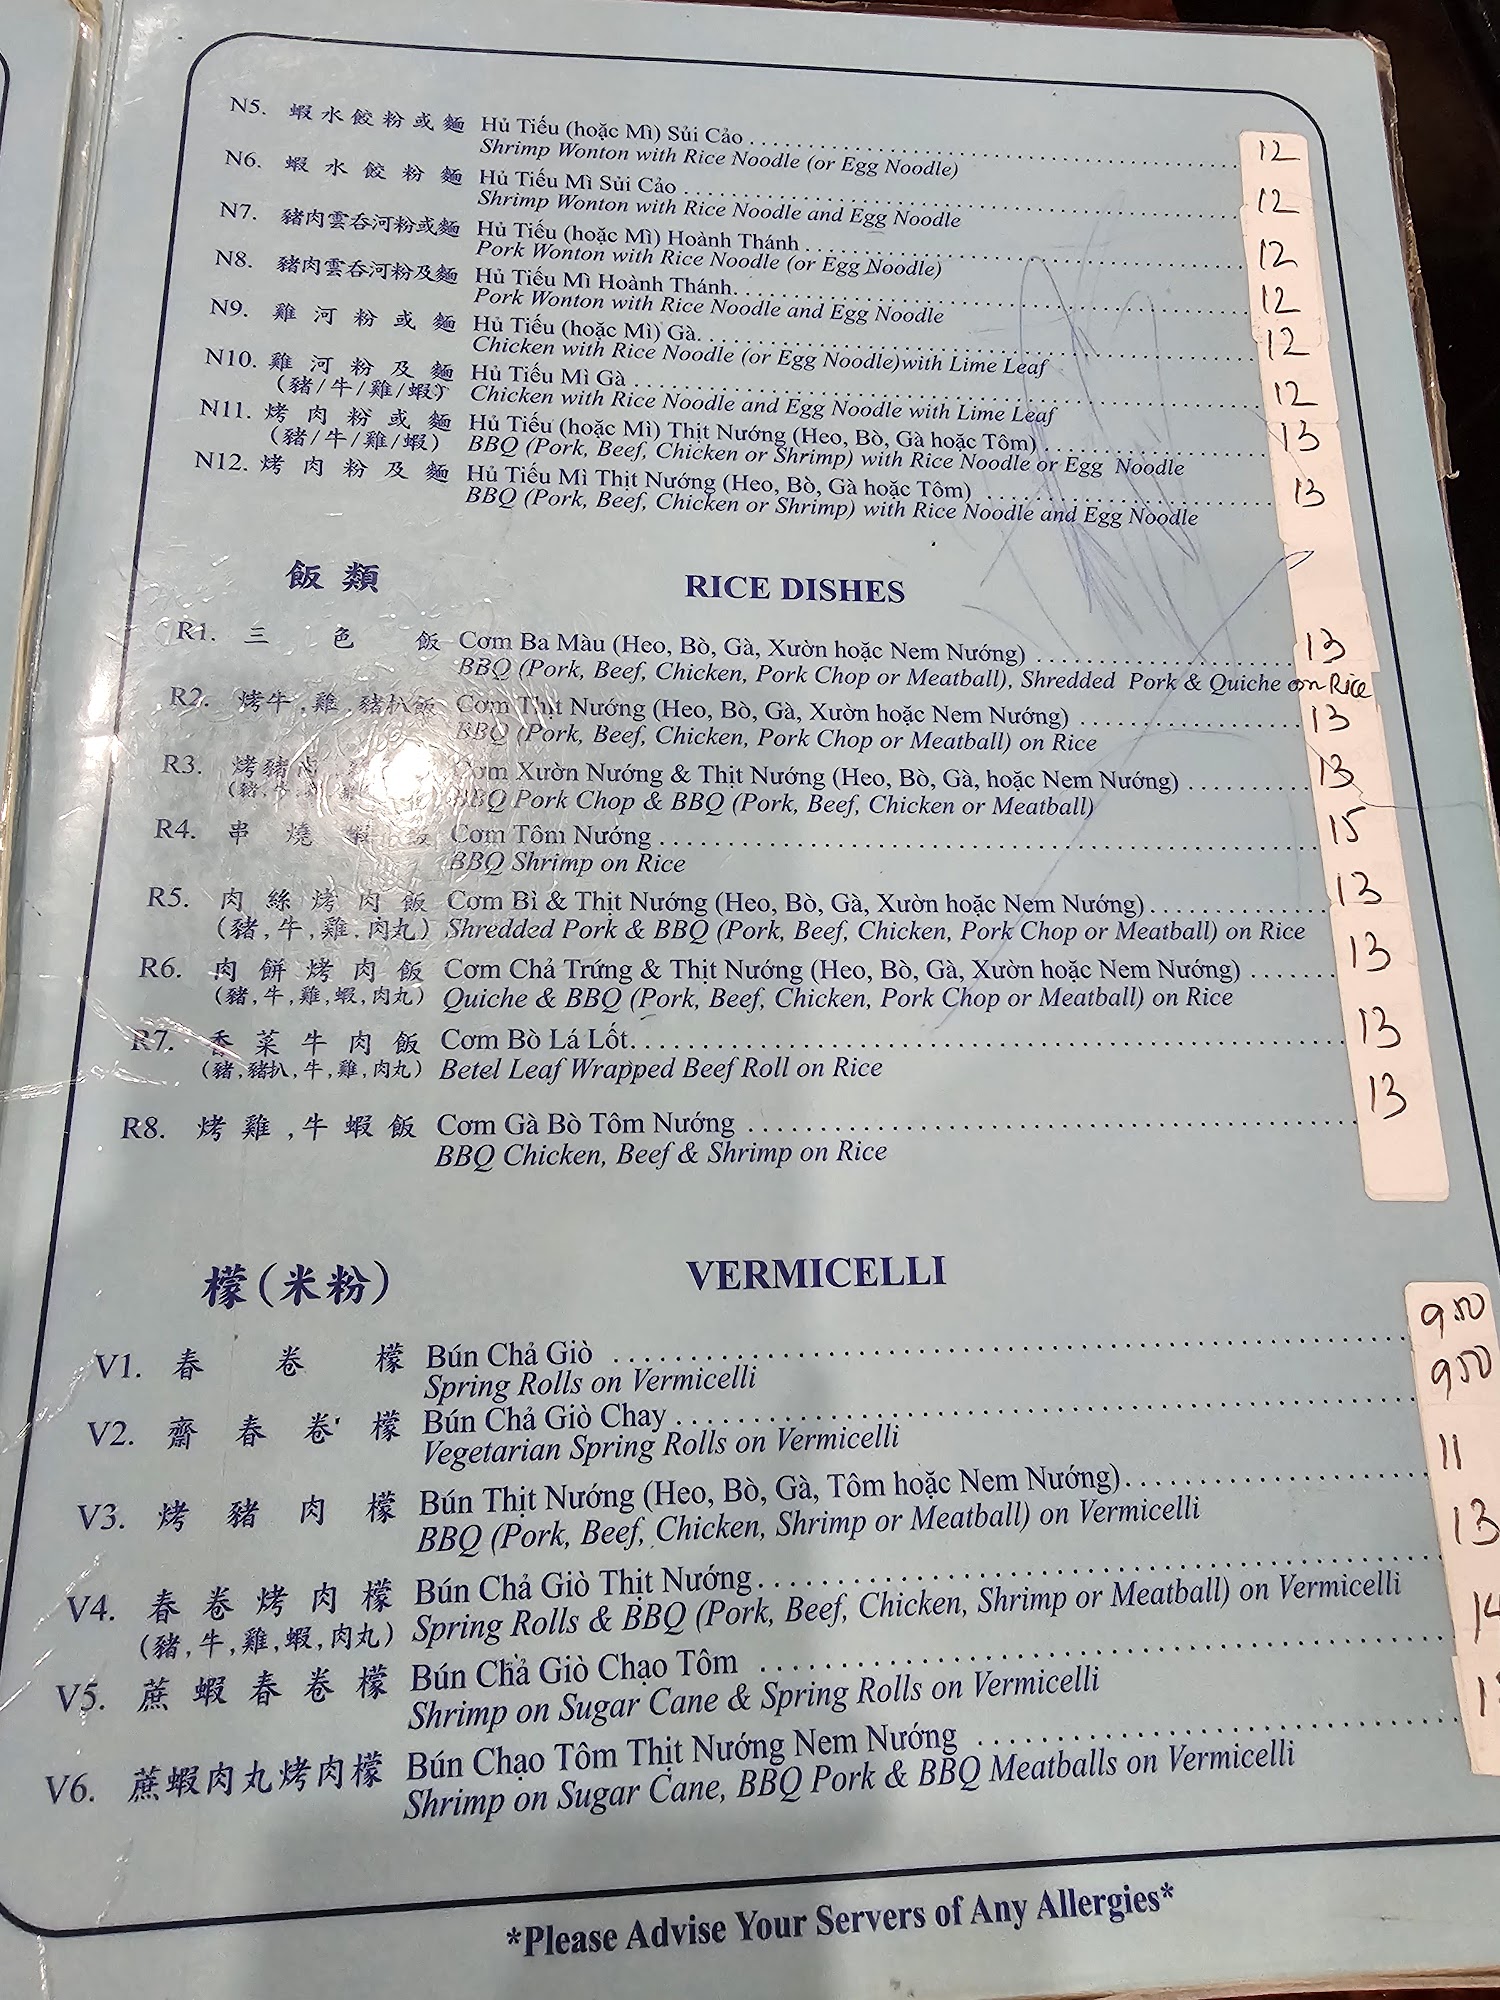 N5. 蝦水餃粉或麵 Hủ Tiếu (hoặc Mì) Sủi Cảo 12
Shrimp Wonton with Rice Noodle (or Egg Noodle)
N6. 蝦水餃粉麵 Hủ Tiếu Mì Sủi Cảo 12
Shrimp Wonton with Rice Noodle and Egg Noodle
N7. 豬肉雲吞河粉或麵 Hủ Tiếu (hoặc Mì) Hoành Thánh 12
Pork Wonton with Rice Noodle (or Egg Noodle)
N8. 豬肉雲吞河粉及麵 Hủ Tiếu Mì Hoành Thánh 12
Pork Wonton with Rice Noodle and Egg Noodle
N9. 雞河粉或麵 Hủ Tiếu (hoặc Mì) Gà 12
Chicken with Rice Noodle (or Egg Noodle)with Lime Leaf
N10. 雞河粉及麵 Hủ Tiếu Mì Gà 12
(豬/牛/雞/蝦) Chicken with Rice Noodle and Egg Noodle with Lime Leaf
N11. 烤肉粉或麵 Hủ Tiếu (hoặc Mì) Thịt Nướng (Heo, Bò, Gà hoặc Tôm) 13
(豬/牛/雞/蝦) BBQ (Pork, Beef, Chicken or Shrimp) with Rice Noodle or Egg Noodle
N12. 烤肉粉及麵 Hủ Tiếu Mì Thịt Nướng (Heo, Bò, Gà hoặc Tôm) 13
BBQ (Pork, Beef, Chicken or Shrimp) with Rice Noodle and Egg Noodle
飯類 RICE DISHES
R1. 三色飯 Cơm Ba Màu (Heo, Bò, Gà, Xườn hoặc Nem Nướng) 13
BBQ (Pork, Beef, Chicken, Pork Chop or Meatball), Shredded Pork & Quiche on Rice
R2. 烤牛,雞,豬扒飯 Cơm Thịt Nướng (Heo, Bò, Gà, Xườn hoặc Nem Nướng) 13
BBQ (Pork, Beef, Chicken, Pork Chop or Meatball) on Rice
R3. 烤豬 Cơm Xườn Nướng & Thịt Nướng (Heo, Bò, Gà, hoặc Nem Nướng) 13
BBQ Pork Chop & BBQ (Pork, Beef, Chicken or Meatball)
R4. 串燒蝦飯 Cơm Tôm Nướng 15
BBQ Shrimp on Rice
R5. 肉絲烤肉飯 Cơm Bì & Thịt Nướng (Heo, Bò, Gà, Xườn hoặc Nem Nướng) 13
(豬,牛,雞,肉丸) Shredded Pork & BBQ (Pork, Beef, Chicken, Pork Chop or Meatball) on Rice
R6. 肉餅烤肉飯 Cơm Chả Trứng & Thịt Nướng (Heo, Bò, Gà, Xườn hoặc Nem Nướng) 13
(豬,牛,雞,蝦,肉丸) Quiche & BBQ (Pork, Beef, Chicken, Pork Chop or Meatball) on Rice
R7. 香菜牛肉飯 Cơm Bò Lá Lốt 13
(豬,豬扒,牛,雞,肉丸) Betel Leaf Wrapped Beef Roll on Rice
R8. 烤雞,牛蝦飯 Cơm Gà Bò Tôm Nướng 13
BBQ Chicken, Beef & Shrimp on Rice
檬(米粉) VERMICELLI
V1. 春卷檬 Bún Chả Giò 950
Spring Rolls on Vermicelli
V2. 齋春卷檬 Bún Chả Giò Chay 950
Vegetarian Spring Rolls on Vermicelli
V3. 烤豬肉檬 Bún Thịt Nướng (Heo, Bò, Gà, Tôm hoặc Nem Nướng) 11
BBQ (Pork, Beef, Chicken, Shrimp or Meatball) on Vermicelli
V4. 春卷烤肉檬 Bún Chả Giò Thịt Nướng 13
(豬,牛,雞,蝦,肉丸) Spring Rolls & BBQ (Pork, Beef, Chicken, Shrimp or Meatball) on Vermicelli
V5. 蔗蝦春卷檬 Bún Chả Giò Chạo Tôm
Shrimp on Sugar Cane & Spring Rolls on Vermicelli
V6. 蔗蝦肉丸烤肉檬 Bún Chạo Tôm Thịt Nướng Nem Nướng
Shrimp on Sugar Cane, BBQ Pork & BBQ Meatballs on Vermicelli
*Please Advise Your Servers of Any Allergies*